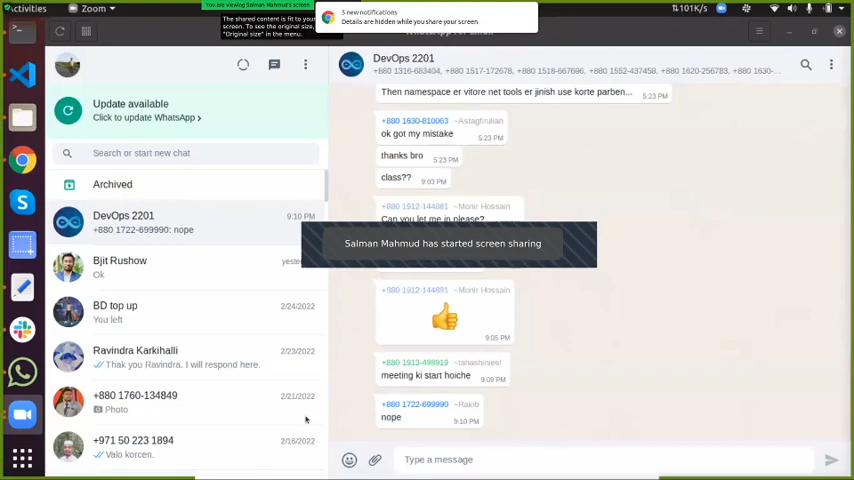 Activities
Zoom
You are viewing Salman Mahmud's screen
The shared content is fit to your
screen. To see the original size,
"Original size" in the menu.
5 new notifications
Details are hidden while you share your screen
101K/s
Update available
Click to update WhatsApp >
Search or start new chat
Archived
DevOps 2201
9:10 PM
+880 1722-699990: nope
Bjit Rushow
Ok
BD top up
2/24/2022
You left
Ravindra Karkihalli
2/23/2022
Thak you Ravindra. I will respond here.
+880 1760-134849
2/21/2022
Photo
+971 50 223 1894
2/16/2022
Valo korcen.
DevOps 2201
+880 1316-683404, +880 1517-172678, +880 1518-667696, +880 1552-437458, +880 1620-256783, +880 1630-...
Then namespace er vitore net tools er jinish use korte parben...
5:23 PM
+880 1630-810063 ~Astagfirullah
ok got my mistake
5:23 PM
thanks bro
5:23 PM
class??
9:03 PM
+880 1912-144881 ~Monir Hossain
Can you let me in please?
Salman Mahmud has started screen sharing
+880 1912-144881 ~Monir Hossain
9:05 PM
+880 1913-498919 ~tahashinies!
meeting ki start hoiche
9:09 PM
+880 1722-699990 ~Rakib
nope
9:10 PM
Type a message